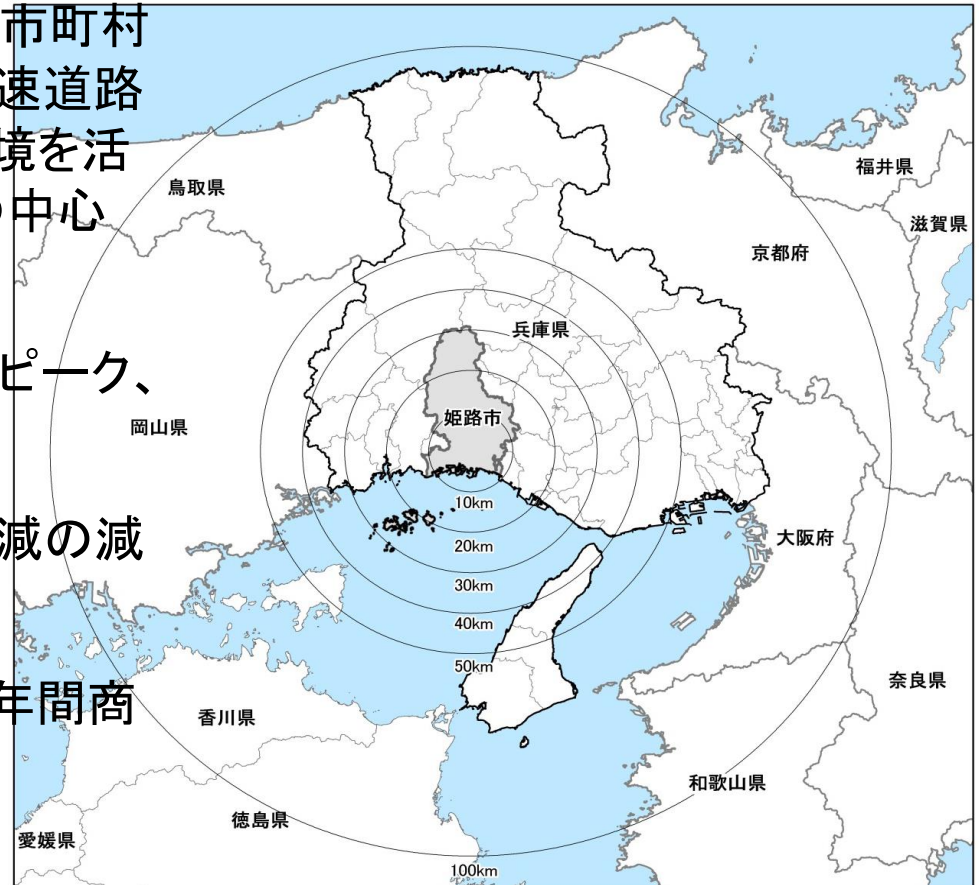 市町村
速道路
境を活
の中心
ピーク、
減の減
年間商
福井県
鳥取県
滋賀県
京都府
兵庫県
岡山県
姫路市
10km
大阪府
20km
30km
40km
50km
奈良県
香川県
和歌山県
徳島県
愛媛県
100km